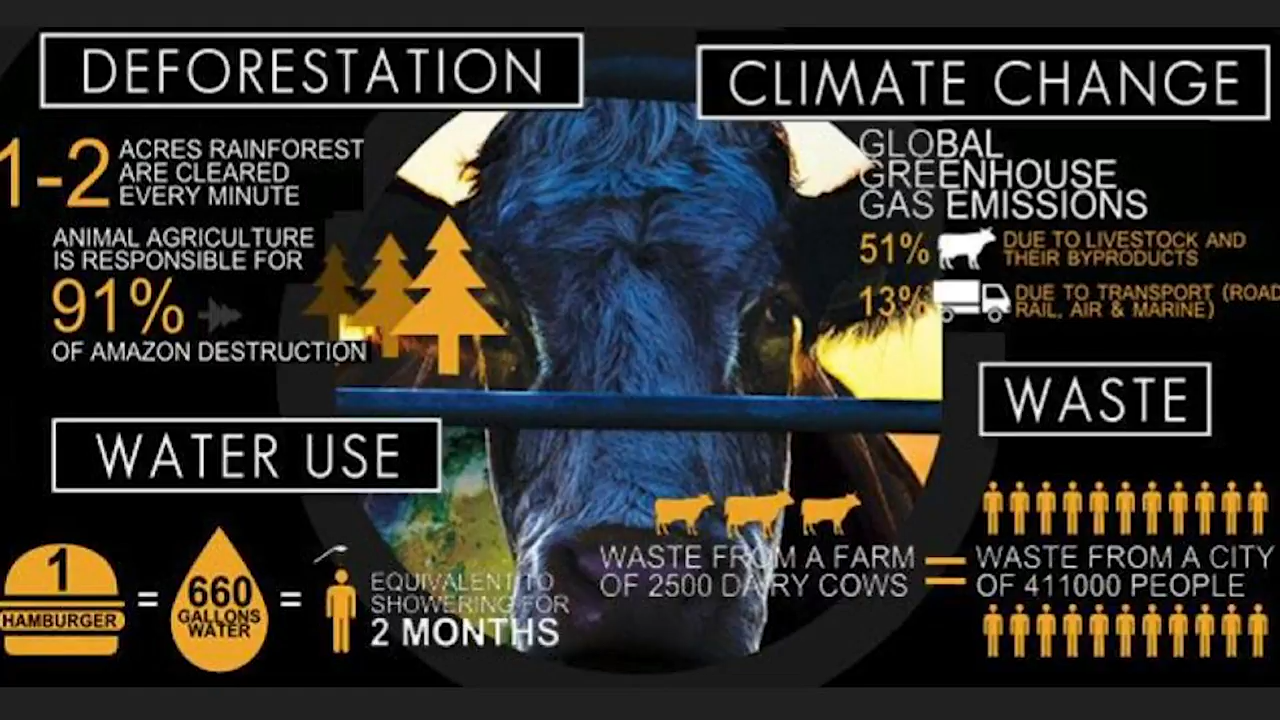 DEFORESTATION
1-2
ACRES RAINFOREST
ARE CLEARED
EVERY MINUTE
ANIMAL AGRICULTURE
IS RESPONSIBLE FOR
91%
OF AMAZON DESTRUCTION
CLIMATE CHANGE
GLOBAL
GREENHOUSE
GAS EMISSIONS
51%
DUE TO LIVESTOCK AND
THEIR BYPRODUCTS
13%
DUE TO TRANSPORT (ROAD
RAIL, AIR & MARINE)
WATER USE
1
HAMBURGER
=
660
GALLONS
WATER
=
EQUIVALENT TO
SHOWERING FOR
2 MONTHS
WASTE
WASTE FROM A FARM
OF 2500 DAIRY COWS
=
WASTE FROM A CITY
OF 411000 PEOPLE